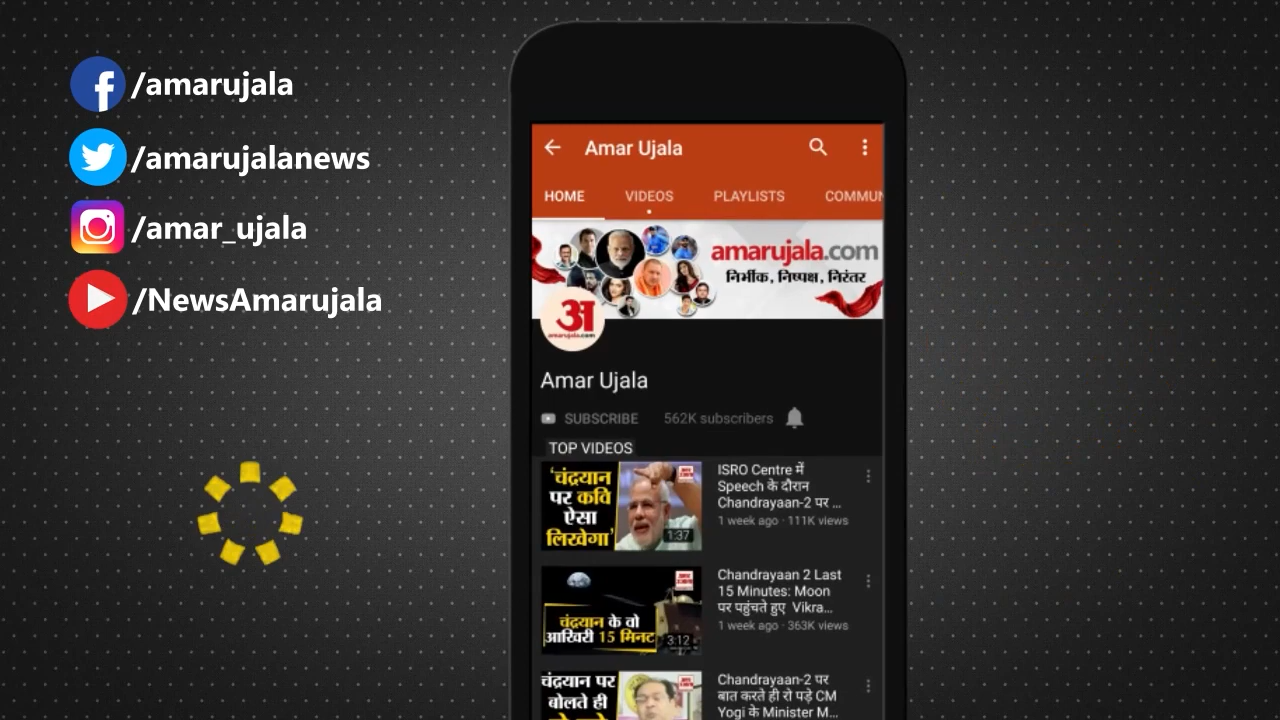 /amarujala
/amarujalanews
/amar_ujala
/NewsAmarujala
Amar Ujala
HOME VIDEOS PLAYLISTS COMMUN
amarujala.com
निर्भीक, निष्पक्ष, निरंतर
अ
amarujala.com
Amar Ujala
SUBSCRIBE 562K subscribers
TOP VIDEOS
'चंद्रयान
पर कवि
ऐसा
लिखेगा'
1:37
ISRO Centre में
Speech के दौरान
Chandrayaan-2 पर ...
1 week ago · 111K views
चंद्रयान के वो
आखिरी 15 मिनट
3:12
Chandrayaan 2 Last
15 Minutes: Moon
पर पहुंचते हुए Vikra...
1 week ago · 363K views
चंद्रयान पर
बोलते ही
Chandrayaan-2 पर
बात करते ही रो पड़े CM
Yogi के Minister M...